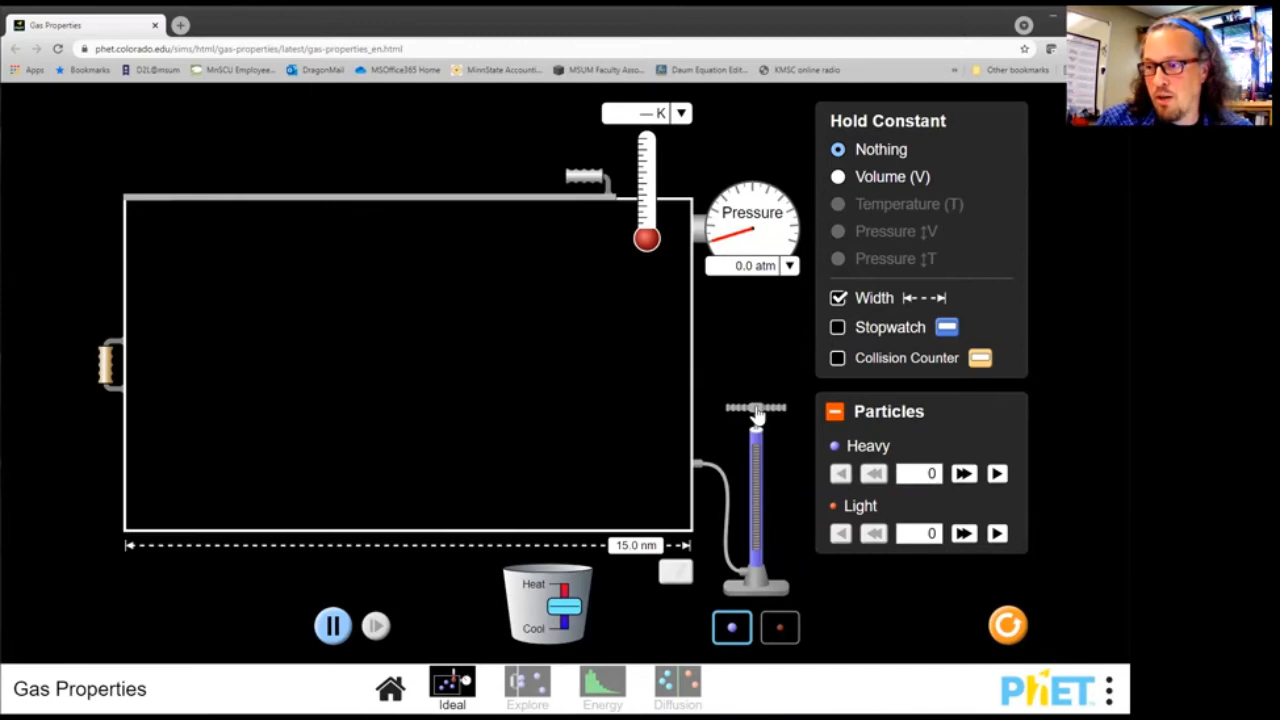 Gas Properties
phet.colorado.edu/sims/html/gas-properties/latest/gas-properties_en.html
Apps Bookmarks D2L@msum MnSCU Employee... DragonMail MSOffice365 Home MinnState Accounti... MSUM Faculty Asso... Daum Equation Edit... KMSC online radio » Other bookmarks
— K
Pressure
0.0 atm
15.0 nm
Heat
Cool
Hold Constant
Nothing
Volume (V)
Temperature (T)
Pressure ↕V
Pressure ↕T
Width
Stopwatch
Collision Counter
Particles
Heavy
0
Light
0
Gas Properties
Ideal
Explore
Energy
Diffusion
PhET